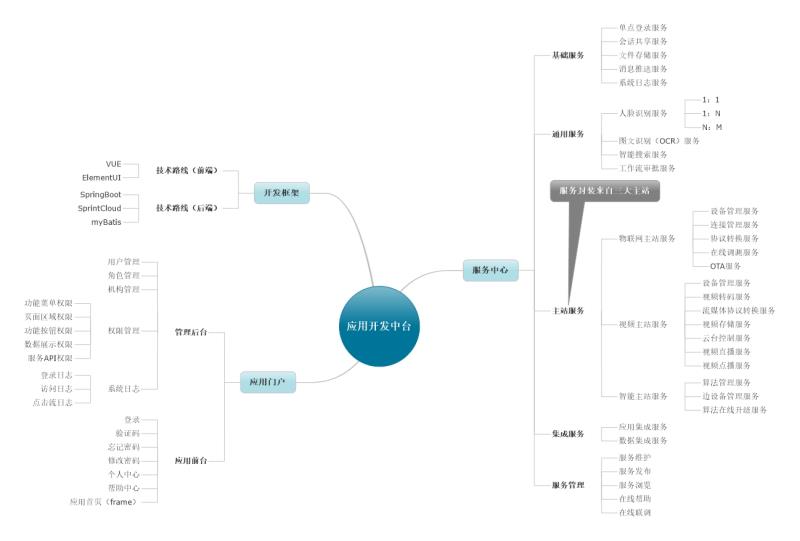 应用开发中台
开发框架
技术路线（前端）
VUE
ElementUI
技术路线（后端）
SpringBoot
SprintCloud
myBatis
应用门户
管理后台
用户管理
角色管理
机构管理
权限管理
功能菜单权限
页面区域权限
功能按钮权限
数据展示权限
服务API权限
系统日志
登录日志
访问日志
点击流日志
应用前台
登录
验证码
忘记密码
修改密码
个人中心
帮助中心
应用首页（frame）
服务中心
基础服务
单点登录服务
会话共享服务
文件存储服务
消息推送服务
系统日志服务
通用服务
人脸识别服务
1：1
1：N
N：M
图文识别（OCR）服务
智能搜索服务
工作流审批服务
服务封装来自三大主站
主站服务
物联网主站服务
设备管理服务
连接管理服务
协议转换服务
在线调测服务
OTA服务
视频主站服务
设备管理服务
视频转码服务
流媒体协议转换服务
视频存储服务
云台控制服务
视频点播服务
视频点播服务
智能主站服务
算法管理服务
边设备管理服务
算法在线升级服务
集成服务
应用集成服务
数据集成服务
服务管理
服务维护
服务发布
服务浏览
在线帮助
在线联调